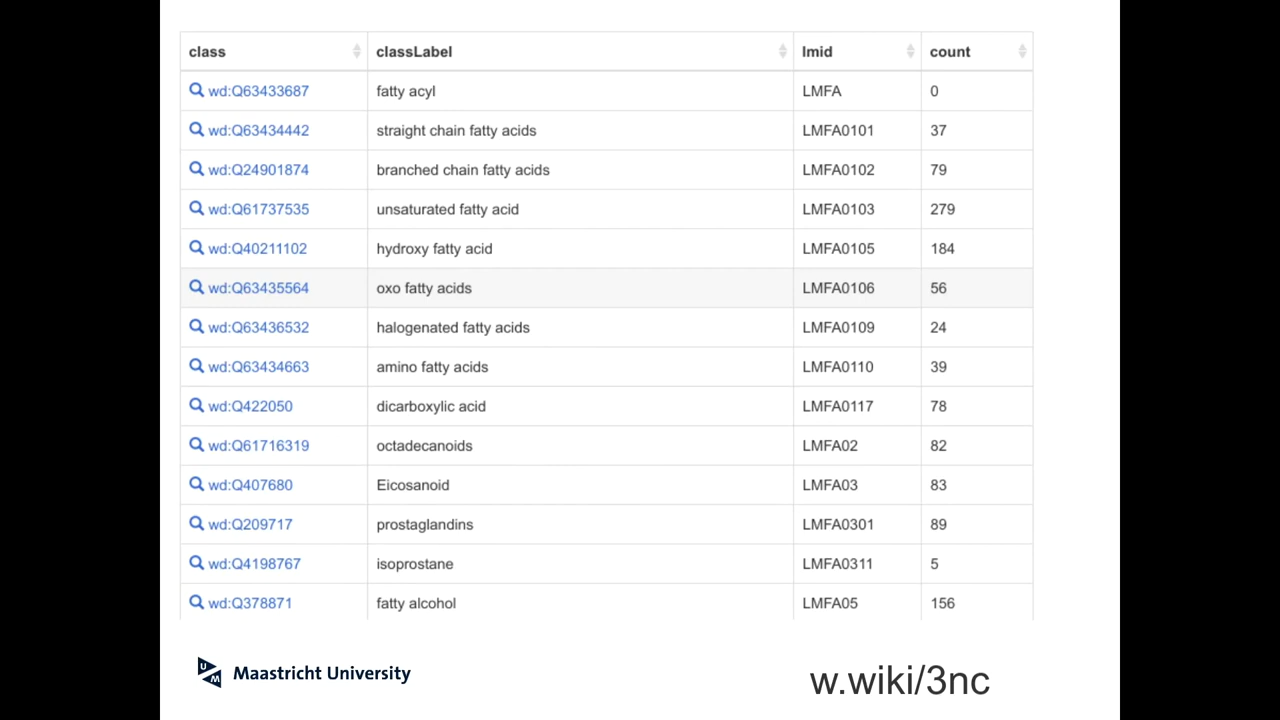 class classLabel lmid count
wd:Q63433687 fatty acyl LMFA 0
wd:Q63434442 straight chain fatty acids LMFA0101 37
wd:Q24901874 branched chain fatty acids LMFA0102 79
wd:Q61737535 unsaturated fatty acid LMFA0103 279
wd:Q40211102 hydroxy fatty acid LMFA0105 184
wd:Q63435564 oxo fatty acids LMFA0106 56
wd:Q63436532 halogenated fatty acids LMFA0109 24
wd:Q63434663 amino fatty acids LMFA0110 39
wd:Q422050 dicarboxylic acid LMFA0117 78
wd:Q61716319 octadecanoids LMFA02 82
wd:Q407680 Eicosanoid LMFA03 83
wd:Q209717 prostaglandins LMFA0301 89
wd:Q4198767 isoprostane LMFA0311 5
wd:Q378871 fatty alcohol LMFA05 156
UM Maastricht University
w.wiki/3nc